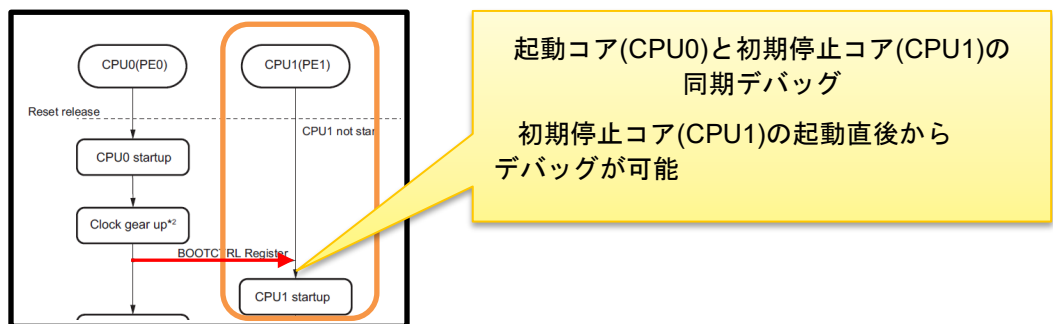 CPU0(PE0)
CPU1(PE1)
Reset release
CPU1 not star
CPU0 startup
Clock gear up*2
BOOTCTRL Register
CPU1 startup
起動コア(CPU0)と初期停止コア(CPU1)の
同期デバッグ
初期停止コア(CPU1)の起動直後から
デバッグが可能